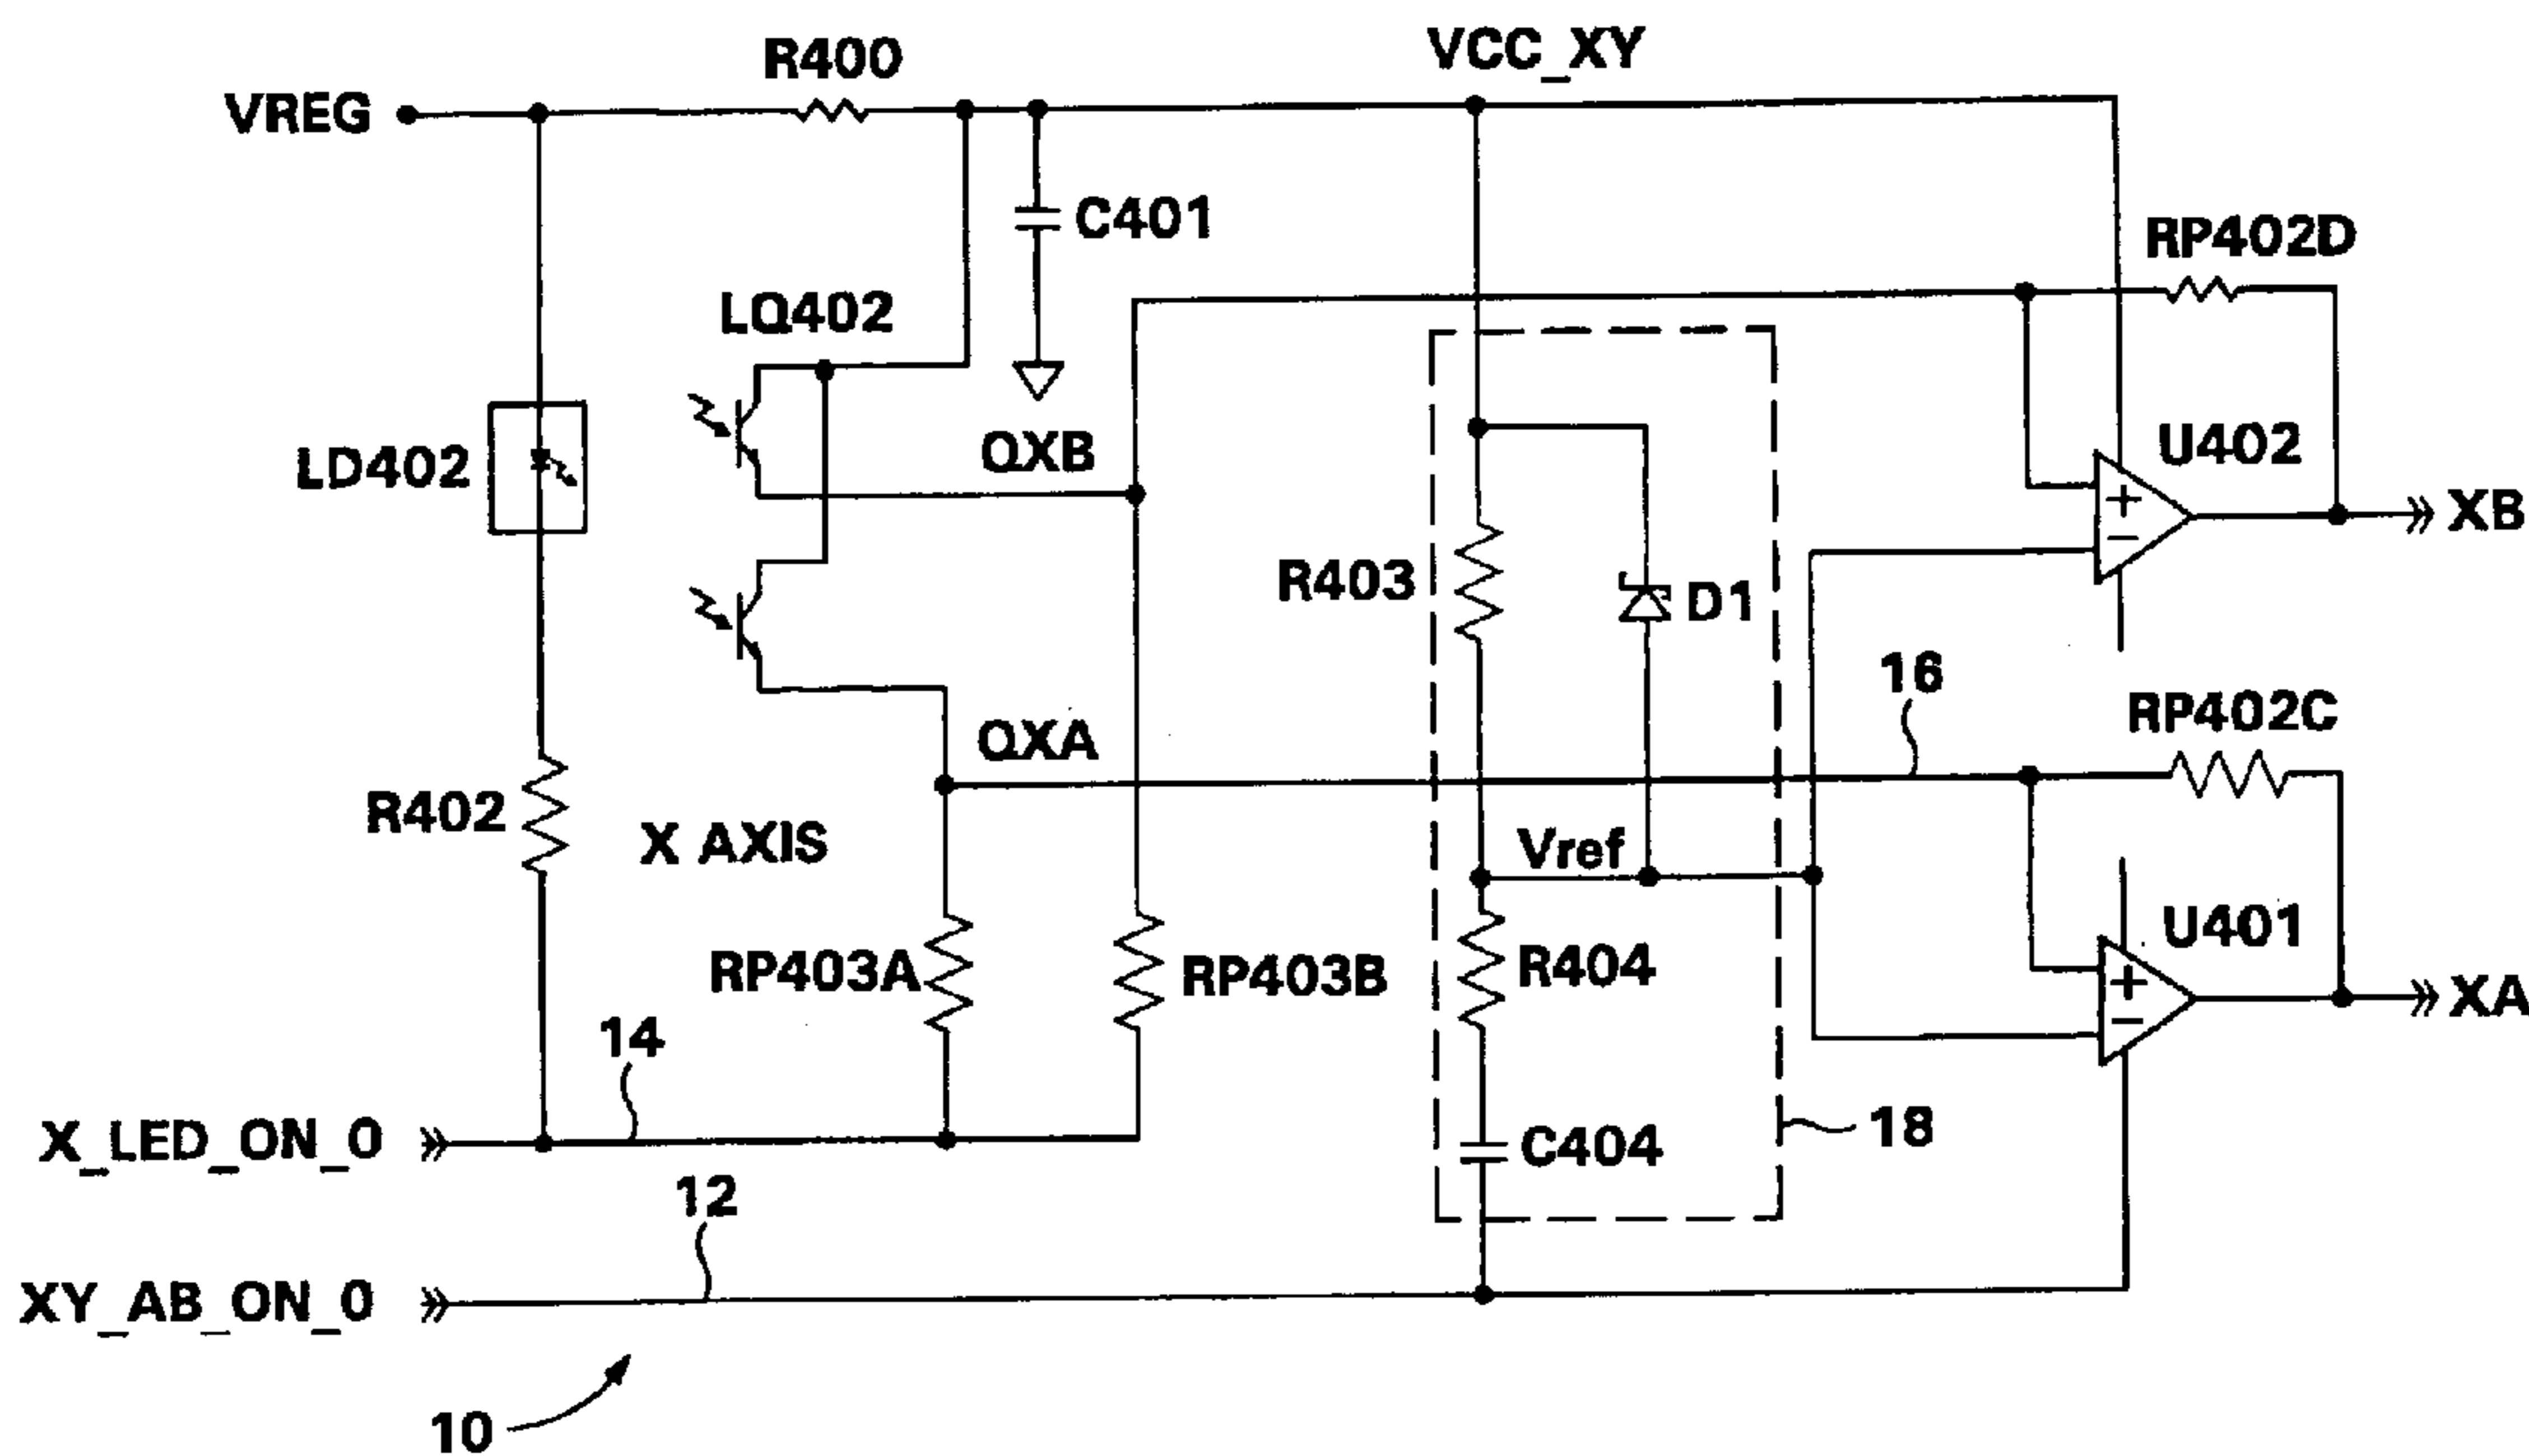 VCC_XY
R400
VREG
C401
RP402D
LQ402
QXB
U402
LD402
XB
R403
D1
16
RP402C
QXA
R402
X AXIS
Vref
U401
RP403A
RP403B
R404
XA
14
X_LED_ON_0
C404
18
12
XY_AB_ON_0
10
+
−
+
−